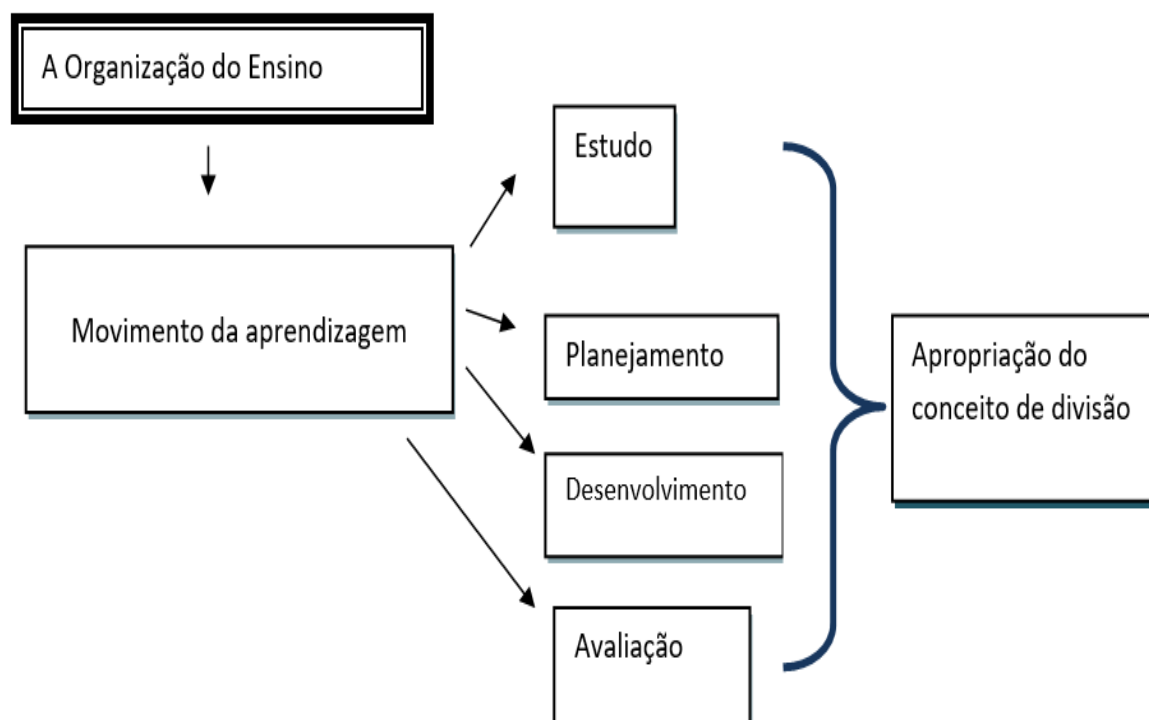 A Organização do Ensino
Movimento da aprendizagem
Estudo
Planejamento
Desenvolvimento
Avaliação
Apropriação do
conceito de divisão